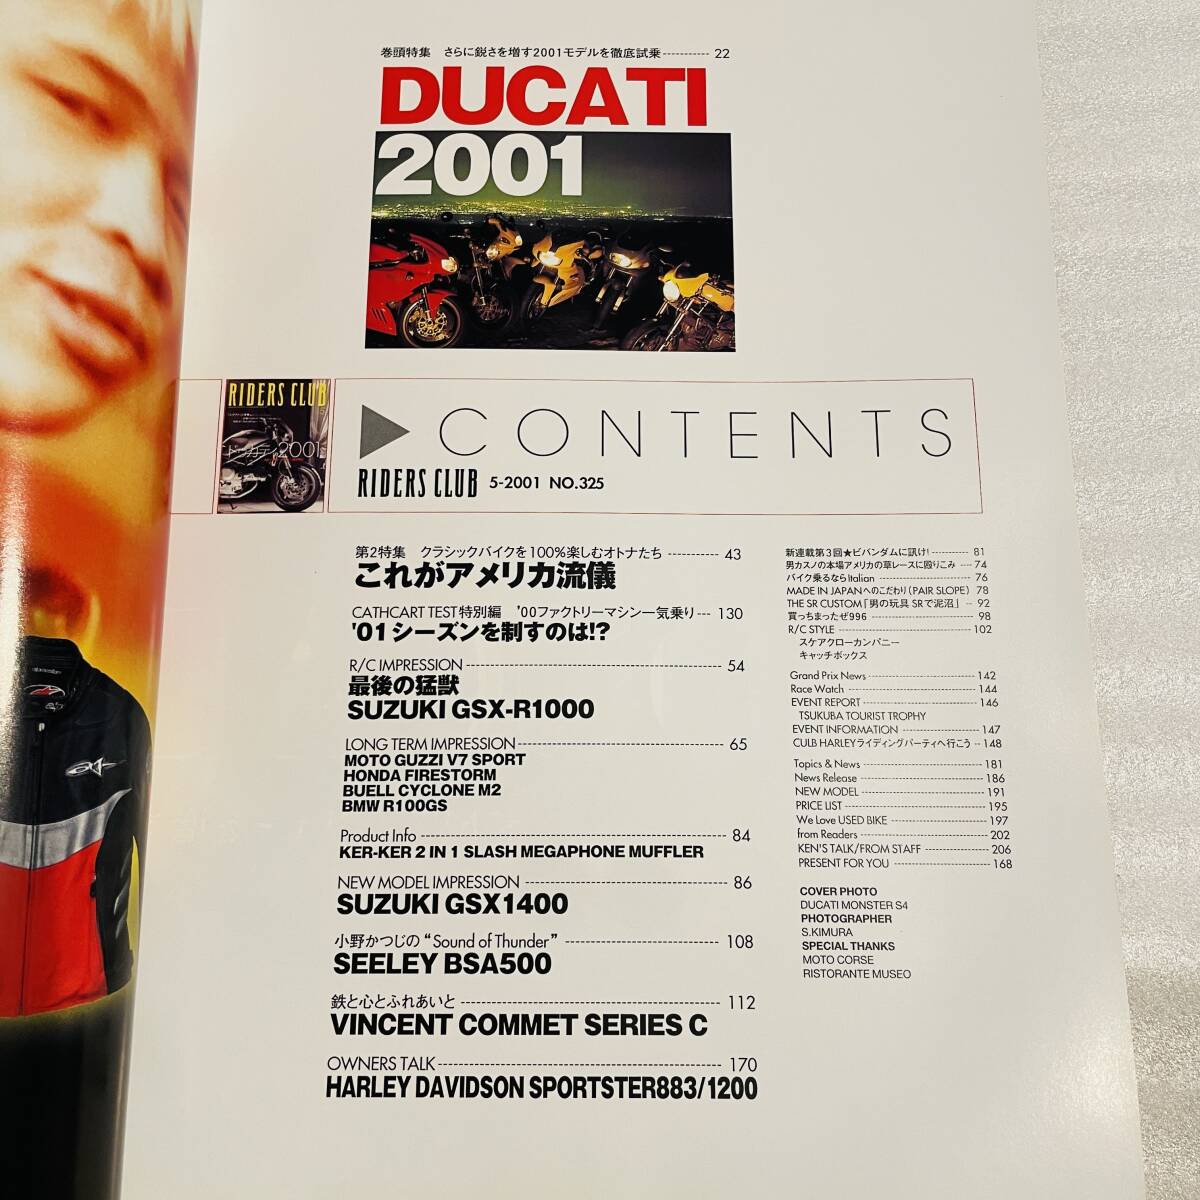 巻頭特集 さらに鋭さを増す2001モデルを徹底試乗----------- 22
DUCATI
2001
RIDERS CLUB
ドゥカティ2001
CONTENTS
RIDERS CLUB 5-2001 NO.325
第2特集 クラシックバイクを100%楽しむオトナたち ----------- 43
これがアメリカ流儀
CATHCART TEST特別編 '00ファクトリーマシン一気乗り--- 130
'01シーズンを制すのは!?
R/C IMPRESSION ----------- 54
最後の猛獣
SUZUKI GSX-R1000
LONG TERM IMPRESSION ----------- 65
MOTO GUZZI V7 SPORT
HONDA FIRESTORM
BUELL CYCLONE M2
BMW R100GS
Product Info ----------- 84
KER-KER 2 IN 1 SLASH MEGAPHONE MUFFLER
NEW MODEL IMPRESSION ----------- 86
SUZUKI GSX1400
小野かつじの“Sound of Thunder” ----------- 108
SEELEY BSA500
鉄と心とふれあいと ----------- 112
VINCENT COMMET SERIES C
OWNERS TALK ----------- 170
HARLEY DAVIDSON SPORTSTER883/1200
新連載第3回★ビバンダムに訊け! ----------- 81
男カスノの本場アメリカの草レースに殴りこみ --- 74
バイク乗るならItalian ----------- 76
MADE IN JAPANへのこだわり(PAIR SLOPE) 78
THE SR CUSTOM「男の玩具 SRで泥沼」 -- 92
買っちまったぜ996 ----------- 98
R/C STYLE ----------- 102
スケアクローカンパニー
キャッチボックス
Grand Prix News ----------- 142
Race Watch ----------- 144
EVENT REPORT ----------- 146
TSUKUBA TOURIST TROPHY
EVENT INFORMATION ----------- 147
CULB HARLEYライディングパーティへ行こう -- 148
Topics & News ----------- 181
News Release ----------- 186
NEW MODEL ----------- 191
PRICE LIST ----------- 195
We Love USED BIKE ----------- 197
from Readers ----------- 202
KEN'S TALK/FROM STAFF ----------- 206
PRESENT FOR YOU ----------- 168
COVER PHOTO
DUCATI MONSTER S4
PHOTOGRAPHER
S.KIMURA
SPECIAL THANKS
MOTO CORSE
RISTORANTE MUSEO